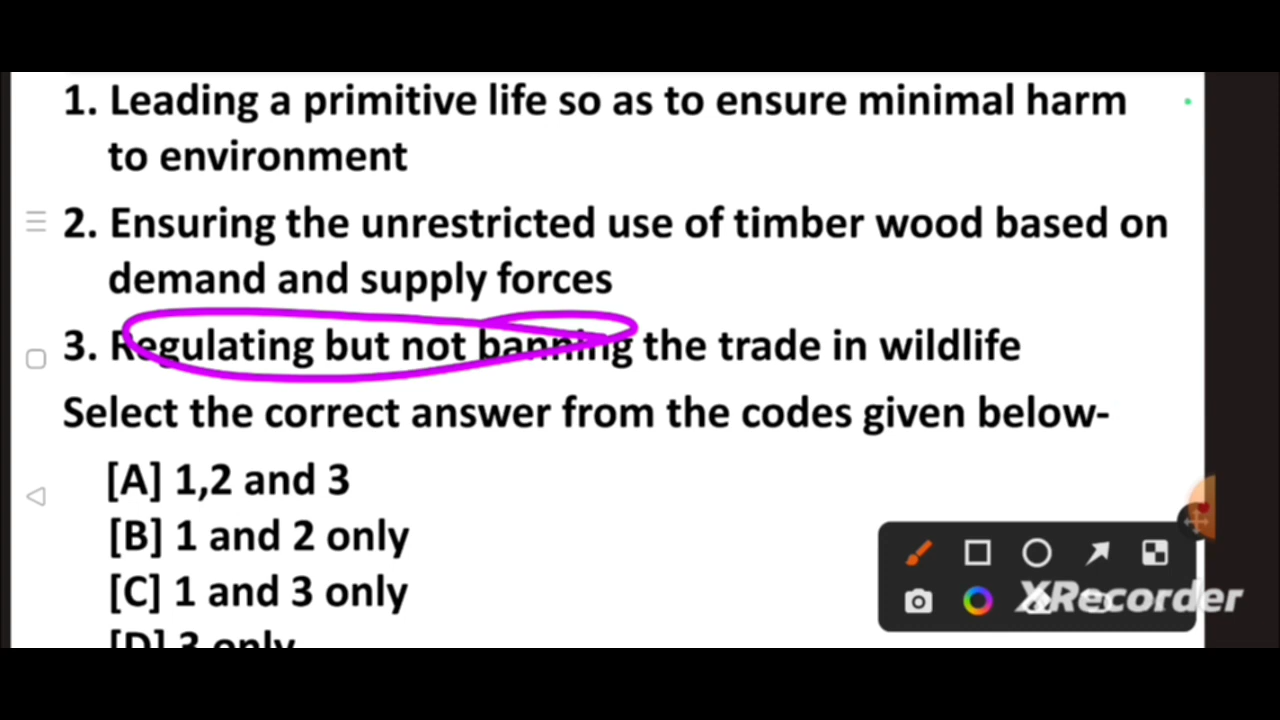 1. Leading a primitive life so as to ensure minimal harm
to environment
2. Ensuring the unrestricted use of timber wood based on
demand and supply forces
3. Regulating but not banning the trade in wildlife
Select the correct answer from the codes given below-
[A] 1,2 and 3
[B] 1 and 2 only
[C] 1 and 3 only
[D] 3 only
XRecorder